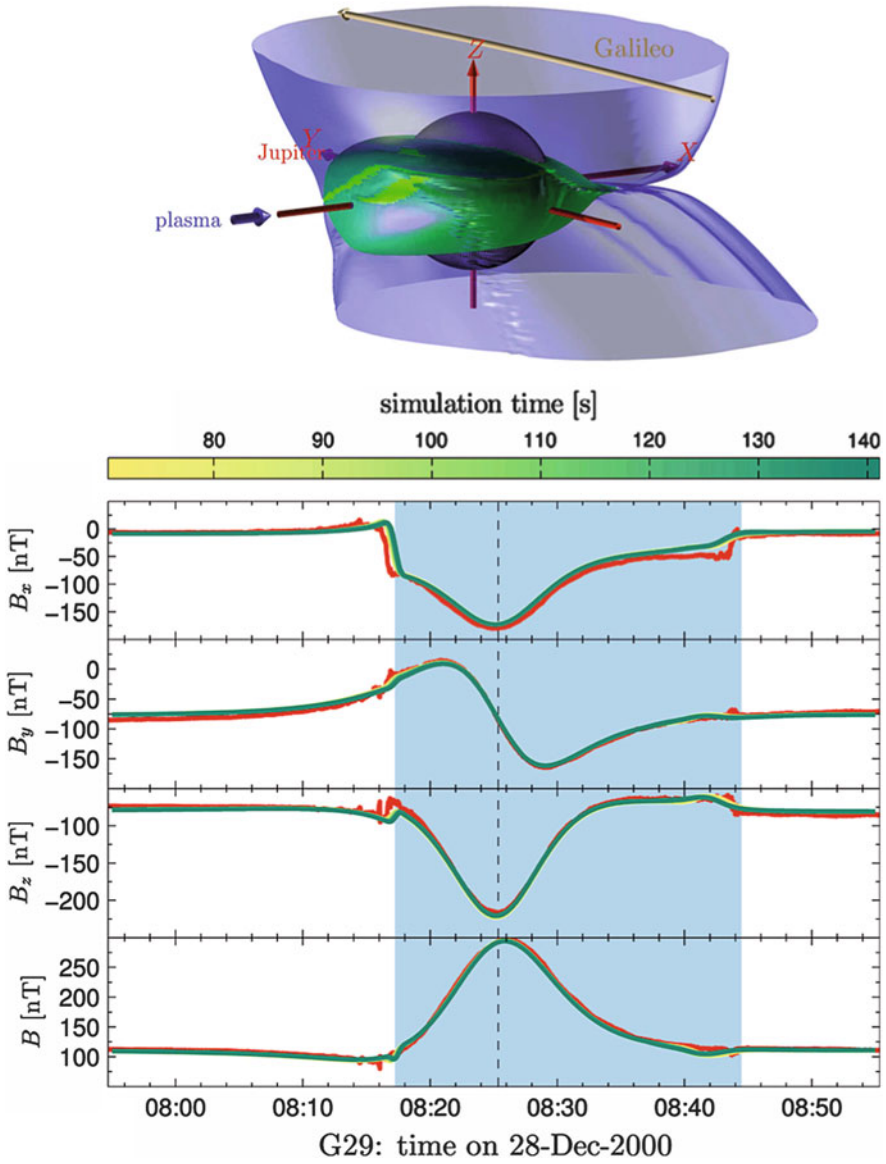 Galileo
Z
Y
Jupiter
X
plasma
simulation time [s]
80 90 100 110 120 130 140
0
−50
−100
−150
B_x [nT]
0
−50
−100
−150
B_y [nT]
−100
−150
−200
B_z [nT]
250
200
150
100
B [nT]
08:00 08:10 08:20 08:30 08:40 08:50
G29: time on 28-Dec-2000